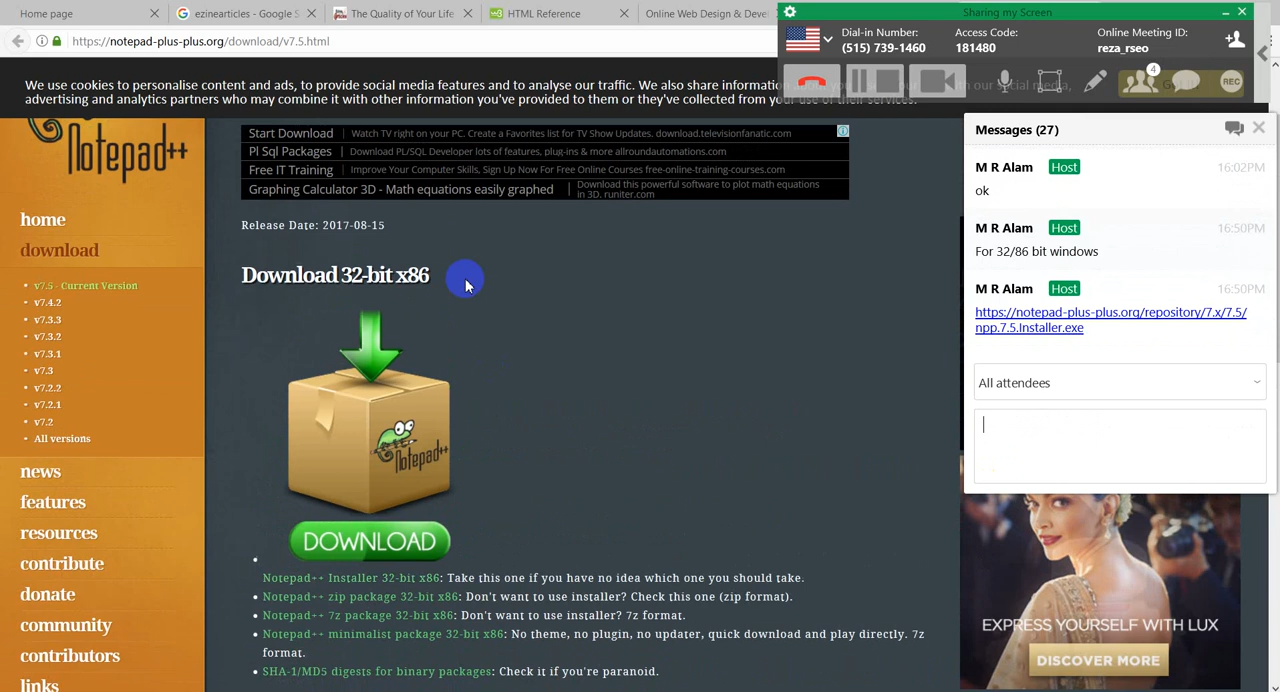 Home page
ezinearticles - Google S
The Quality of Your Life
HTML Reference
Online Web Design & Deve
https://notepad-plus-plus.org/download/v7.5.html
Sharing my Screen
Dial-in Number:
(515) 739-1460
Access Code:
181480
Online Meeting ID:
reza_rseo
4
REC
We use cookies to personalise content and ads, to provide social media features and to analyse our traffic. We also share information about your use of our site with our social media,
advertising and analytics partners who may combine it with other information you've provided to them or they've collected from your use of their services.
Notepad++
home
download
v7.5 - Current Version
v7.4.2
v7.3.3
v7.3.2
v7.3.1
v7.3
v7.2.2
v7.2.1
v7.2
All versions
news
features
resources
contribute
donate
community
contributors
links
Start Download | Watch TV right on your PC. Create a Favorites list for TV Show Updates. download.televisionfanatic.com
Pl Sql Packages | Download PL/SQL Developer lots of features, plug-ins & more allroundautomations.com
Free IT Training | Improve Your Computer Skills, Sign Up Now For Free Online Courses free-online-training-courses.com
Graphing Calculator 3D - Math equations easily graphed | Download this powerful software to plot math equations
in 3D. runiter.com
Release Date: 2017-08-15
Download 32-bit x86
Notepad++
DOWNLOAD
Notepad++ Installer 32-bit x86: Take this one if you have no idea which one you should take.
Notepad++ zip package 32-bit x86: Don't want to use installer? Check this one (zip format).
Notepad++ 7z package 32-bit x86: Don't want to use installer? 7z format.
Notepad++ minimalist package 32-bit x86: No theme, no plugin, no updater, quick download and play directly. 7z
format.
SHA-1/MD5 digests for binary packages: Check it if you're paranoid.
Messages (27)
M R Alam Host 16:02PM
ok
M R Alam Host 16:50PM
For 32/86 bit windows
M R Alam Host 16:50PM
https://notepad-plus-plus.org/repository/7.x/7.5/
npp.7.5.Installer.exe
All attendees
EXPRESS YOURSELF WITH LUX
DISCOVER MORE